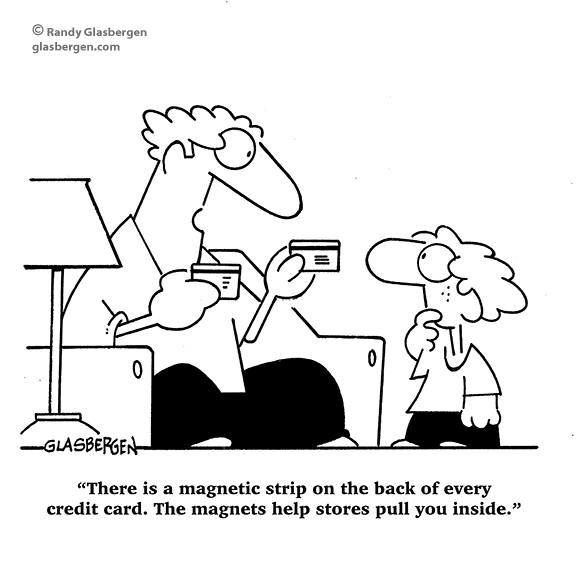 © Randy Glasbergen
glasbergen.com
GLASBERGEN
“There is a magnetic strip on the back of every
credit card. The magnets help stores pull you inside.”